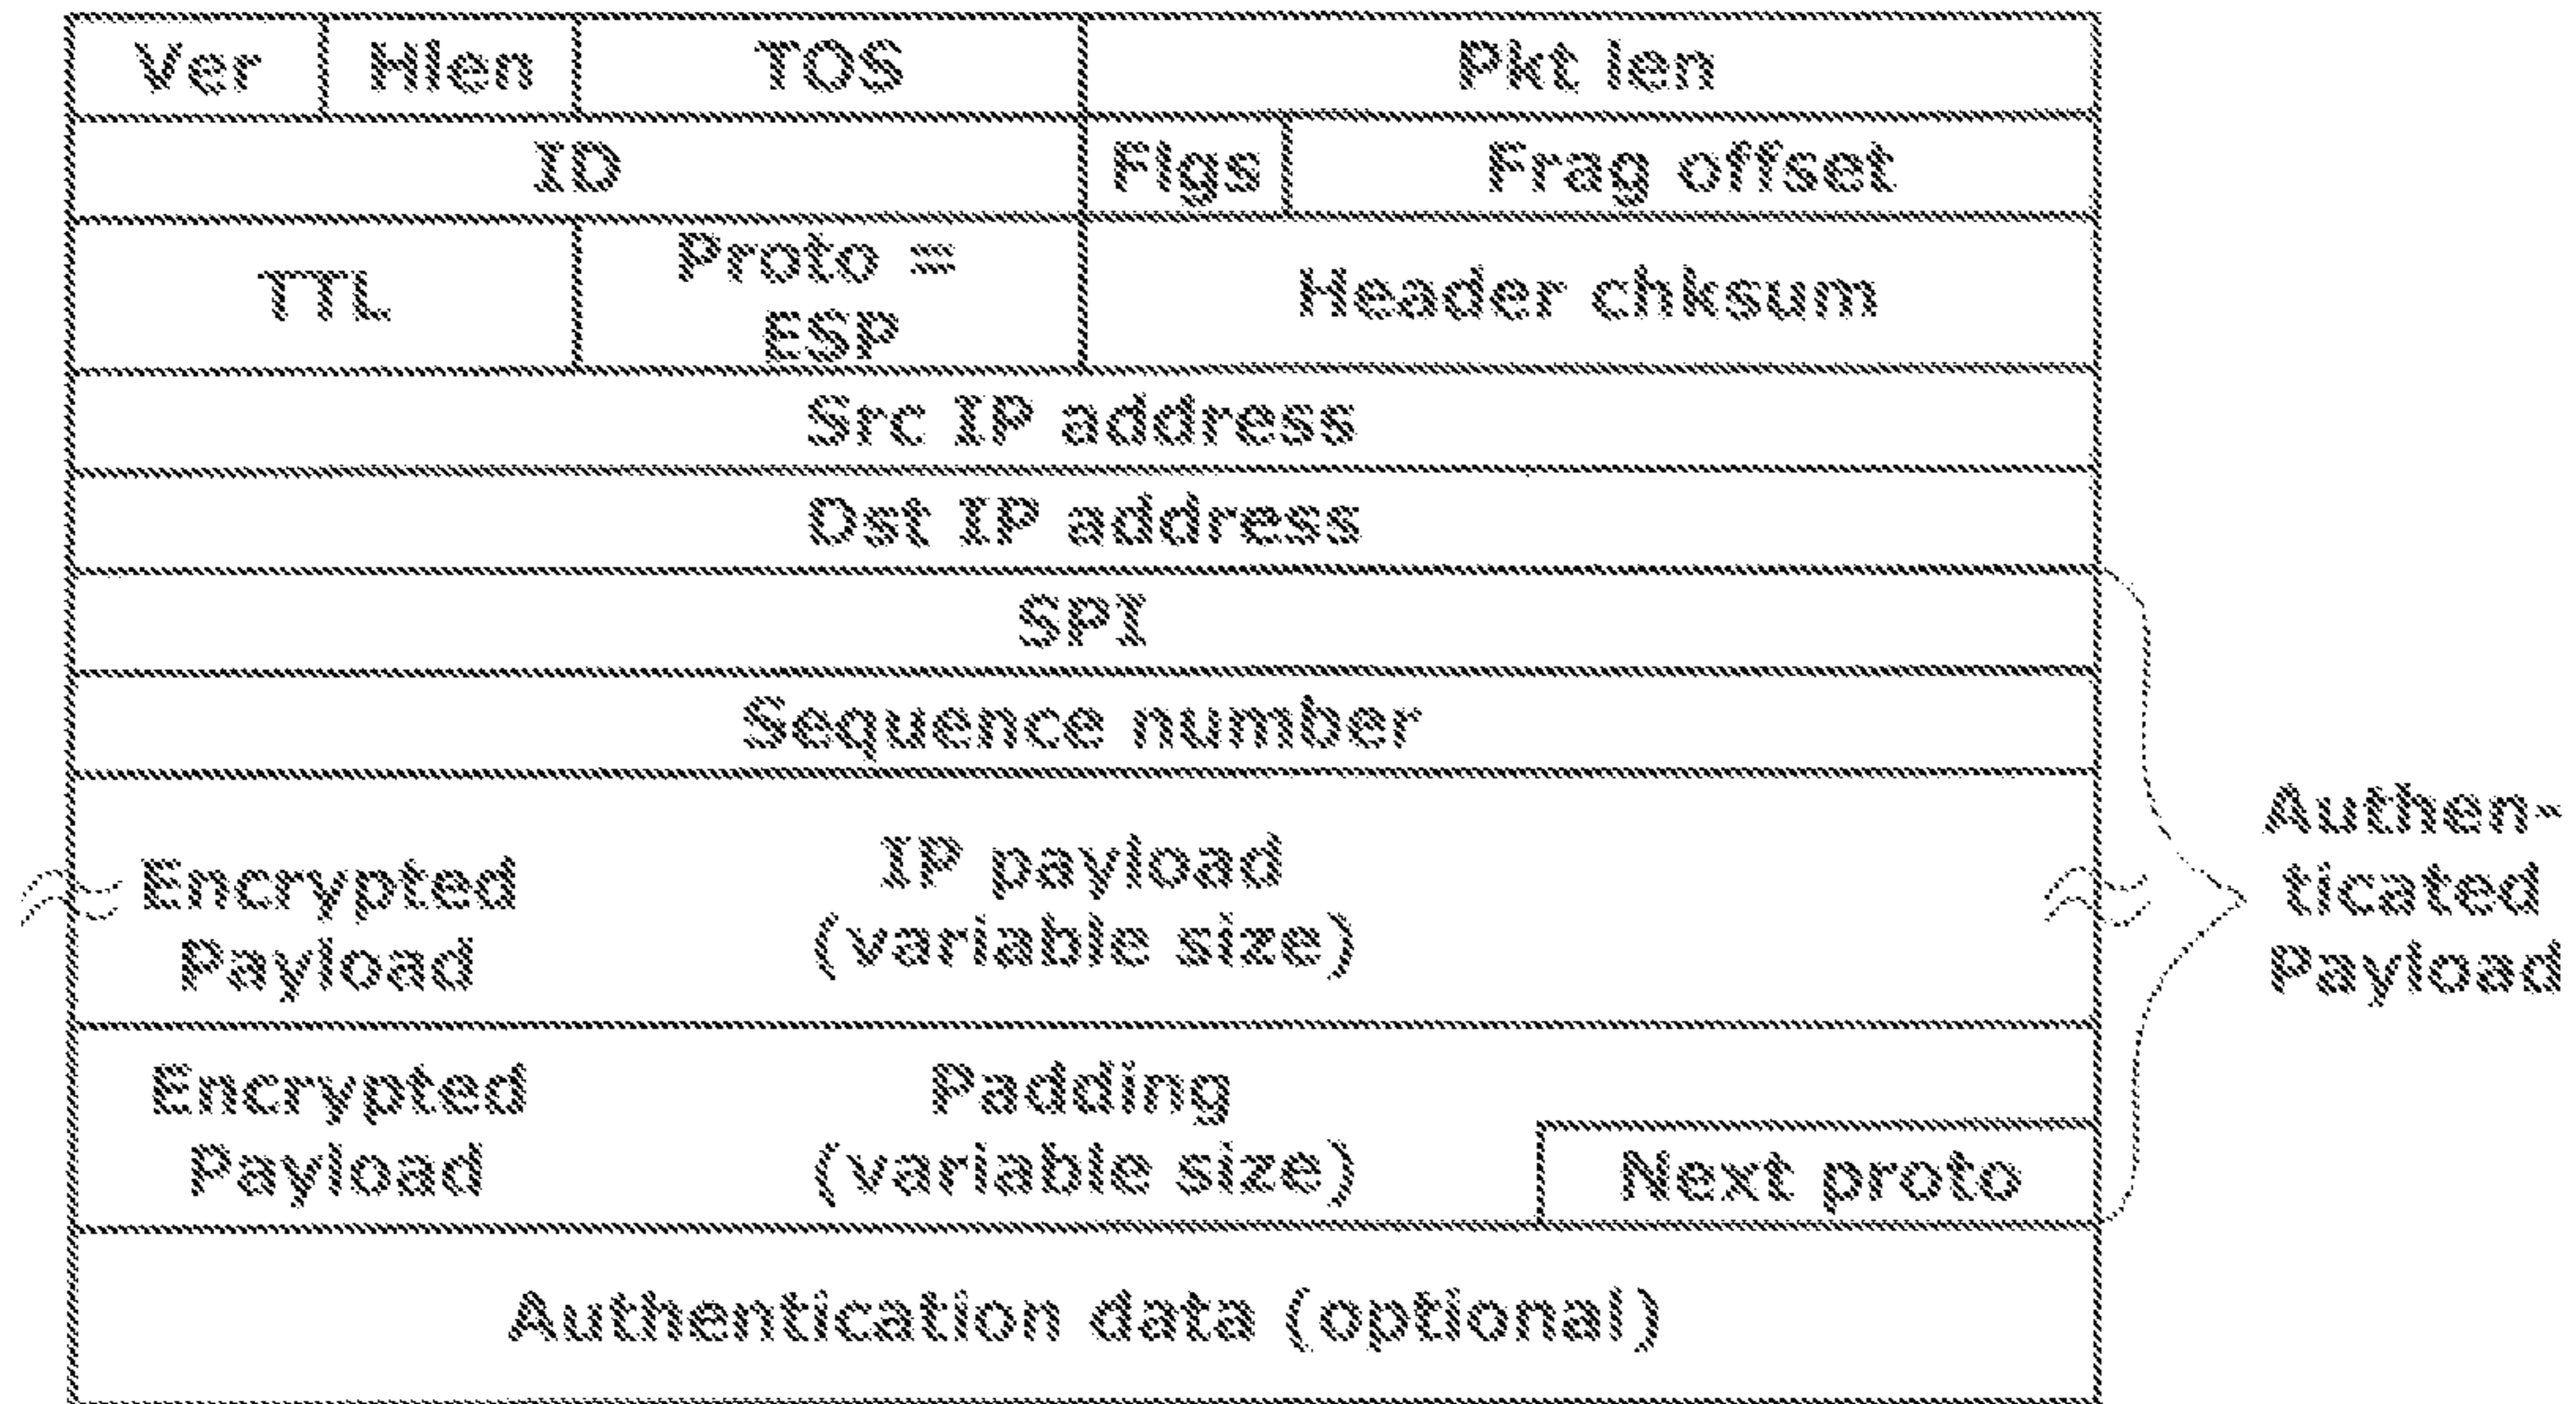 Ver Hlen TOS Pkt len
ID Flgs Frag offset
TTL Proto = ESP Header chksum
Src IP address
Dst IP address
SPI
Sequence number
Encrypted Payload
IP payload
(variable size)
Authen-
ticated
Payload
Encrypted
Payload
Padding
(variable size)
Next proto
Authentication data (optional)